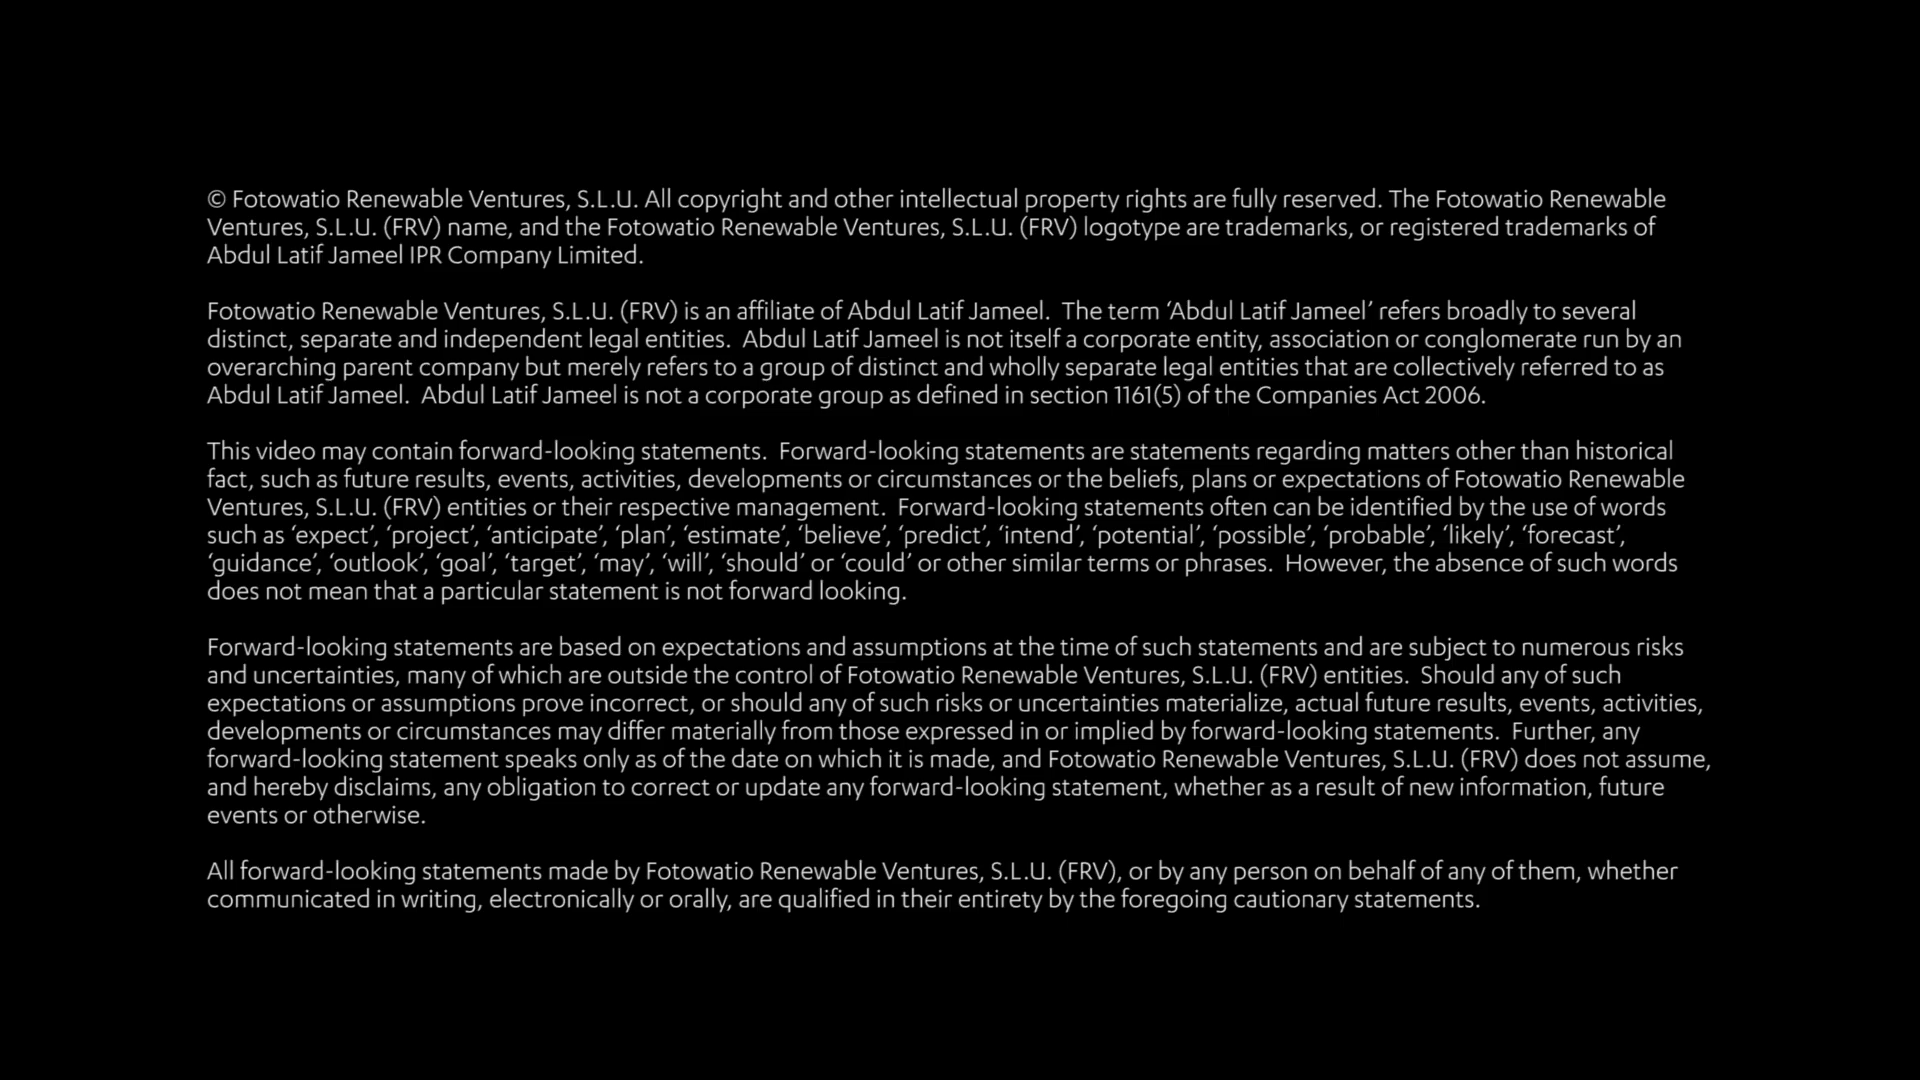 © Fotowatio Renewable Ventures, S.L.U. All copyright and other intellectual property rights are fully reserved. The Fotowatio Renewable
Ventures, S.L.U. (FRV) name, and the Fotowatio Renewable Ventures, S.L.U. (FRV) logotype are trademarks, or registered trademarks of
Abdul Latif Jameel IPR Company Limited.
Fotowatio Renewable Ventures, S.L.U. (FRV) is an affiliate of Abdul Latif Jameel.  The term ‘Abdul Latif Jameel’ refers broadly to several
distinct, separate and independent legal entities.  Abdul Latif Jameel is not itself a corporate entity, association or conglomerate run by an
overarching parent company but merely refers to a group of distinct and wholly separate legal entities that are collectively referred to as
Abdul Latif Jameel.  Abdul Latif Jameel is not a corporate group as defined in section 1161(5) of the Companies Act 2006.
This video may contain forward-looking statements.  Forward-looking statements are statements regarding matters other than historical
fact, such as future results, events, activities, developments or circumstances or the beliefs, plans or expectations of Fotowatio Renewable
Ventures, S.L.U. (FRV) entities or their respective management.  Forward-looking statements often can be identified by the use of words
such as ‘expect’, ‘project’, ‘anticipate’, ‘plan’, ‘estimate’, ‘believe’, ‘predict’, ‘intend’, ‘potential’, ‘possible’, ‘probable’, ‘likely’, ‘forecast’,
‘guidance’, ‘outlook’, ‘goal’, ‘target’, ‘may’, ‘will’, ‘should’ or ‘could’ or other similar terms or phrases.  However, the absence of such words
does not mean that a particular statement is not forward looking.
Forward-looking statements are based on expectations and assumptions at the time of such statements and are subject to numerous risks
and uncertainties, many of which are outside the control of Fotowatio Renewable Ventures, S.L.U. (FRV) entities.  Should any of such
expectations or assumptions prove incorrect, or should any of such risks or uncertainties materialize, actual future results, events, activities,
developments or circumstances may differ materially from those expressed in or implied by forward-looking statements.  Further, any
forward-looking statement speaks only as of the date on which it is made, and Fotowatio Renewable Ventures, S.L.U. (FRV) does not assume,
and hereby disclaims, any obligation to correct or update any forward-looking statement, whether as a result of new information, future
events or otherwise.
All forward-looking statements made by Fotowatio Renewable Ventures, S.L.U. (FRV), or by any person on behalf of any of them, whether
communicated in writing, electronically or orally, are qualified in their entirety by the foregoing cautionary statements.